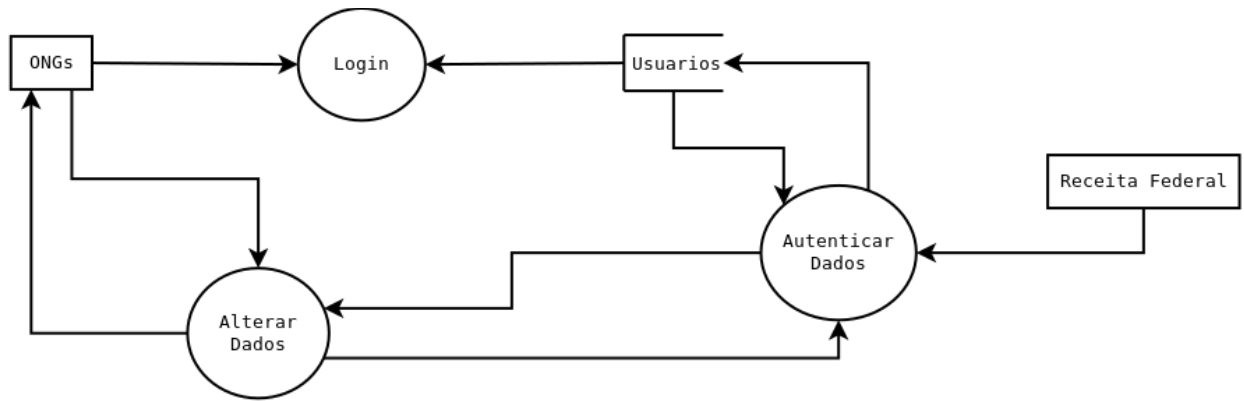 ONGs
Login
Usuarios
Receita Federal
Autenticar
Dados
Alterar
Dados